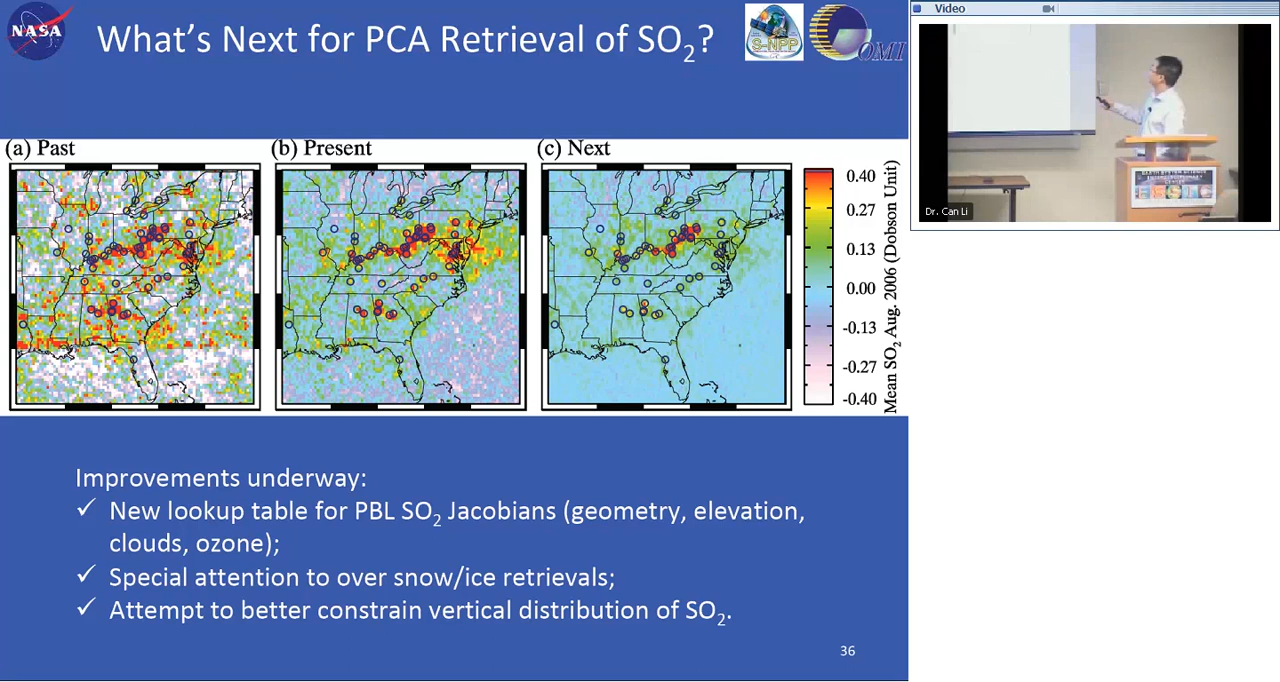 NASA
What's Next for PCA Retrieval of SO₂?
S-NPP
OMI
Video
Dr. Can Li
(a) Past
(b) Present
(c) Next
0.40
0.27
0.13
0.00
-0.13
-0.27
-0.40
Mean SO₂ Aug. 2006 (Dobson Unit)
Improvements underway:
✓ New lookup table for PBL SO₂ Jacobians (geometry, elevation,
clouds, ozone);
✓ Special attention to over snow/ice retrievals;
✓ Attempt to better constrain vertical distribution of SO₂.
36